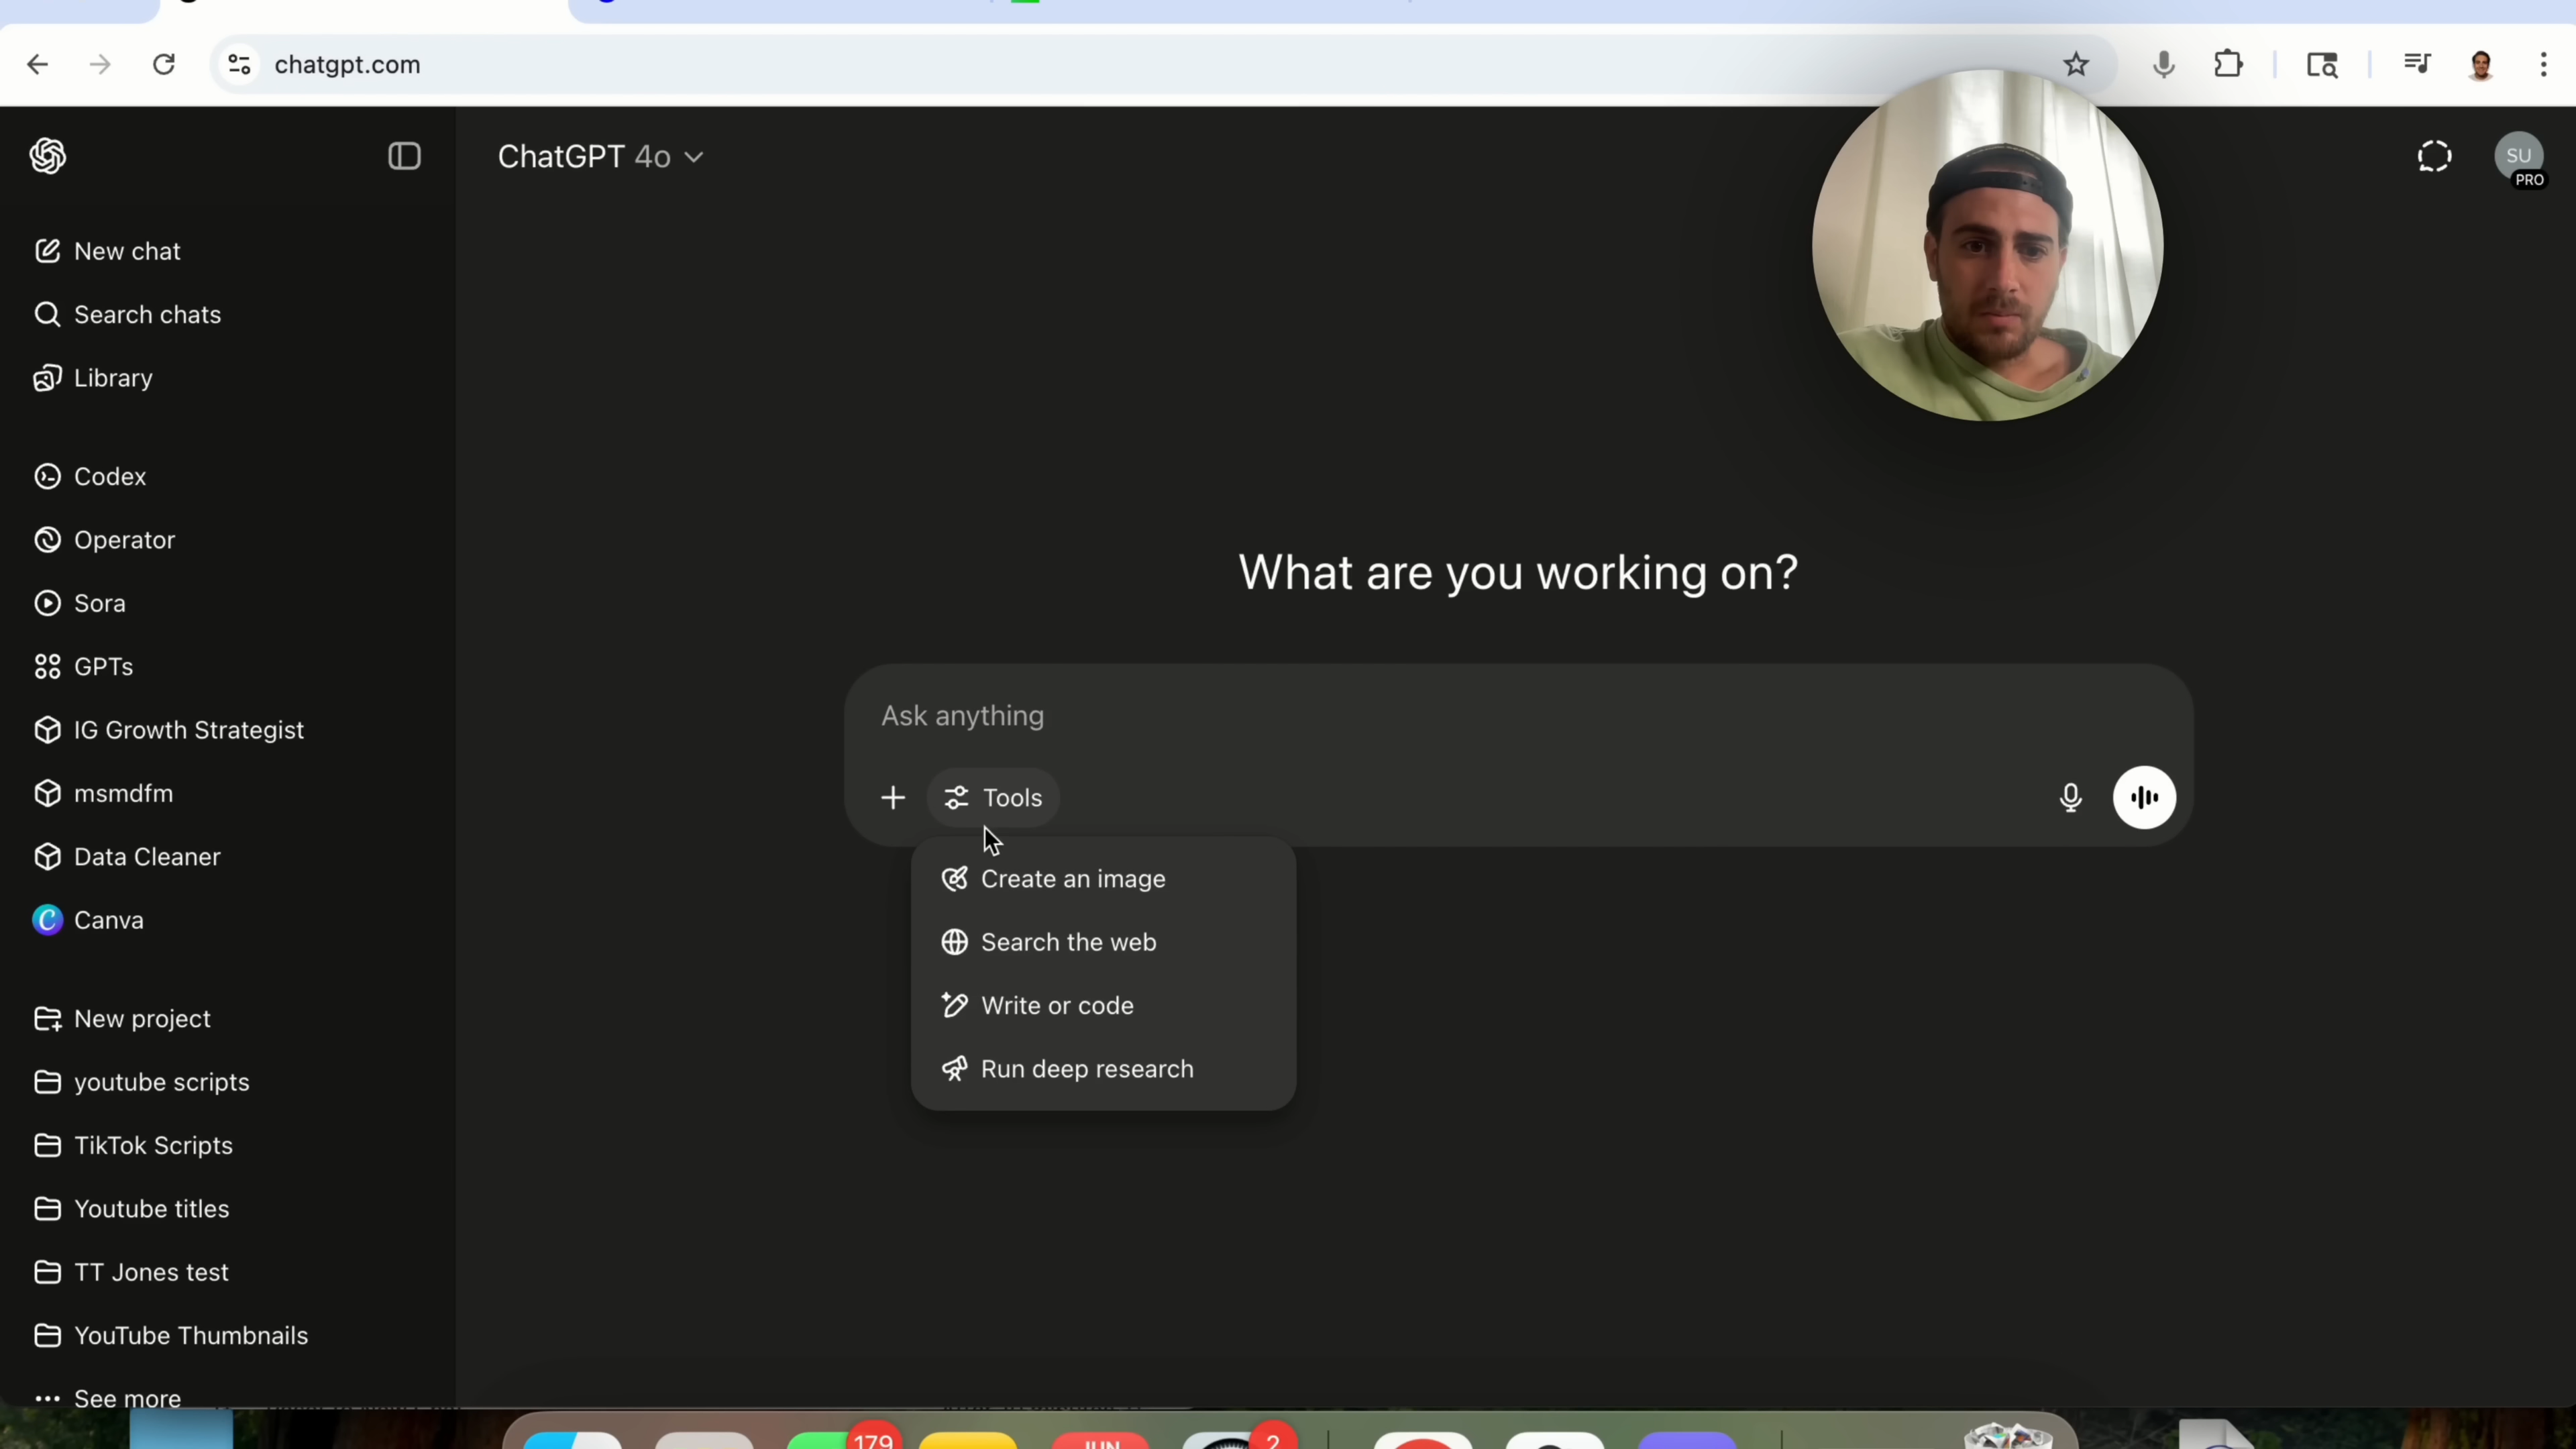 chatgpt.com
ChatGPT 4o
SU
PRO
New chat
Search chats
Library
Codex
Operator
Sora
GPTs
IG Growth Strategist
msmdfm
Data Cleaner
Canva
New project
youtube scripts
TikTok Scripts
Youtube titles
TT Jones test
YouTube Thumbnails
See more
What are you working on?
Ask anything
Tools
Create an image
Search the web
Write or code
Run deep research
179
JUN
2